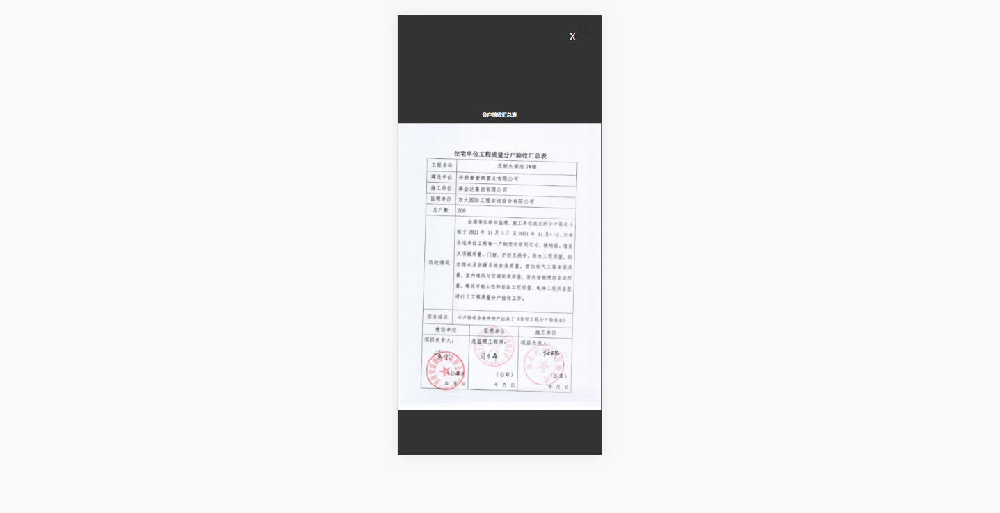 X
分户验收汇总表
住宅单位工程质量分户验收汇总表
工程名称 至新大梁府 7#楼
建设单位 开封壹壹捌置业有限公司
施工单位 高企达集团有限公司
监理单位 方大国际工程咨询股份有限公司
总户数 208
由建单位组织监理、施工单位成立的分户验收小
组于 2021 年 11 月 日 至 2021 年 11 月 日,对本
住宅单位工程每一户的室内空间尺寸,楼地面、墙面
及顶棚质量,门窗、护栏及扶手,防水工程质量,给
验收情况 水排水及供暖系统安装质量,室内电气工程安装质
量,室内通风与空调安装质量,室内智能建筑安装质
量,建筑节能工程和屋面工程质量、电梯工程质量量
进行了工程质量分户验收工作。
综合结论 分户验收合格并按户出具了《住宅工程分户验收表》
建设单位 监理单位 施工单位
项目负责人: 总监理工程师: 项目负责人:
(公章) (公章) (公章)
年 月 日 年 月 日 年 月 日